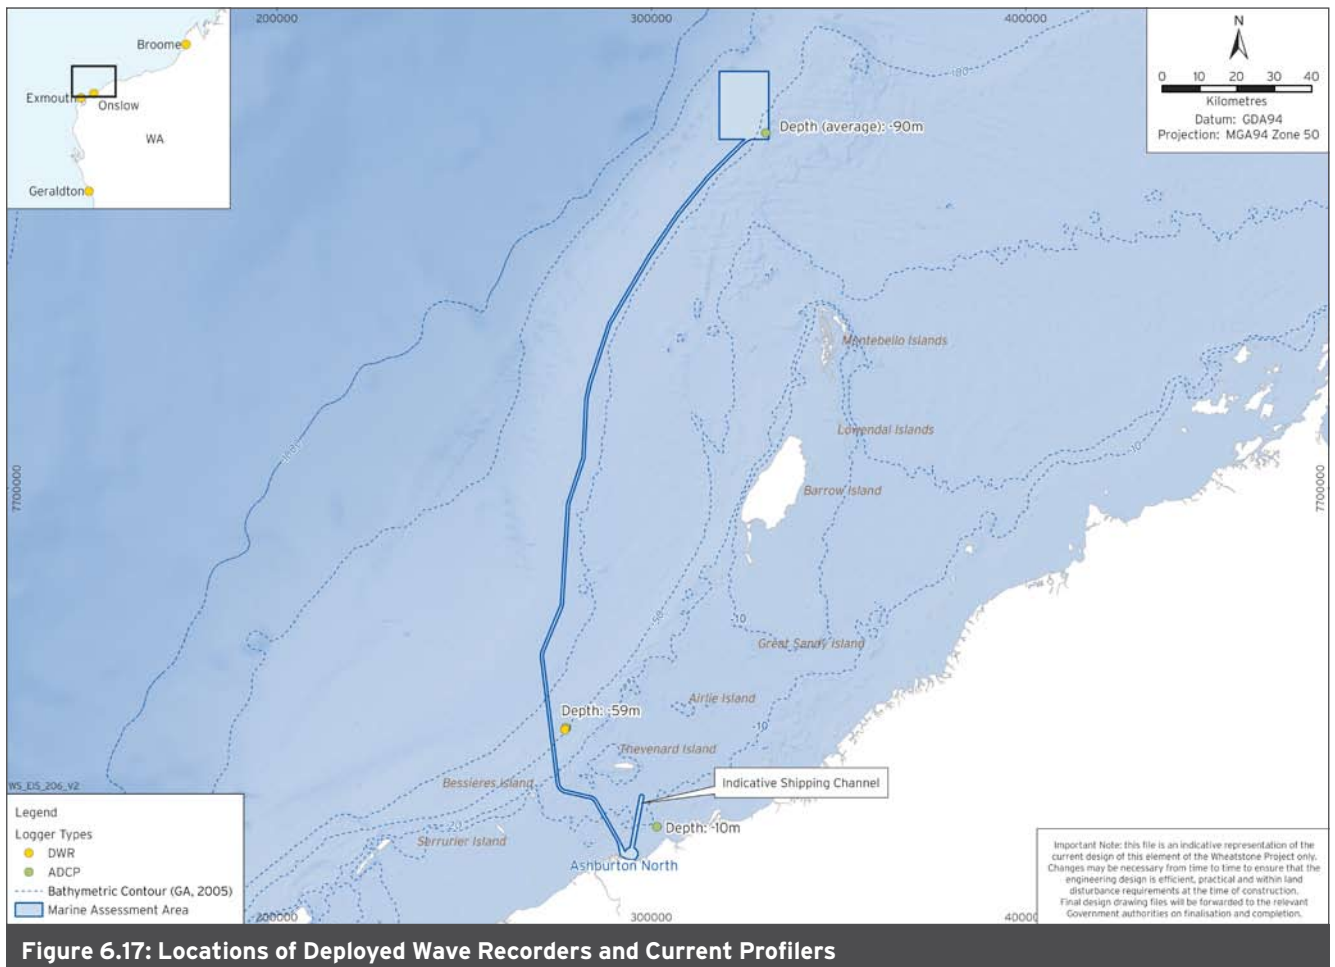 200000
300000
400000
Broome
Exmouth
Onslow
WA
Geraldton
N
0 10 20 30 40
Kilometres
Datum: GDA94
Projection: MGA94 Zone 50
Depth (average): -90m
Montebello Islands
Lowendal Islands
Barrow Island
7700000
7700000
-10
-50
-10
Great Sandy Island
Airlie Island
-10
Depth: -59m
Thevenard Island
Bessieres Island
Indicative Shipping Channel
-20
Serrurier Island
Depth: -10m
Ashburton North
WS_EIS_206_V2
Legend
Logger Types
DWR
ADCP
Bathymetric Contour (GA, 2005)
Marine Assessment Area
200000
300000
40000
Important Note: this file is an indicative representation of the
current design of this element of the Wheatstone Project only.
Changes may be necessary from time to time to ensure that the
engineering design is efficient, practical and within land
disturbance requirements at the time of construction.
Final design drawing files will be forwarded to the relevant
Government authorities on finalisation and completion.
Figure 6.17: Locations of Deployed Wave Recorders and Current Profilers